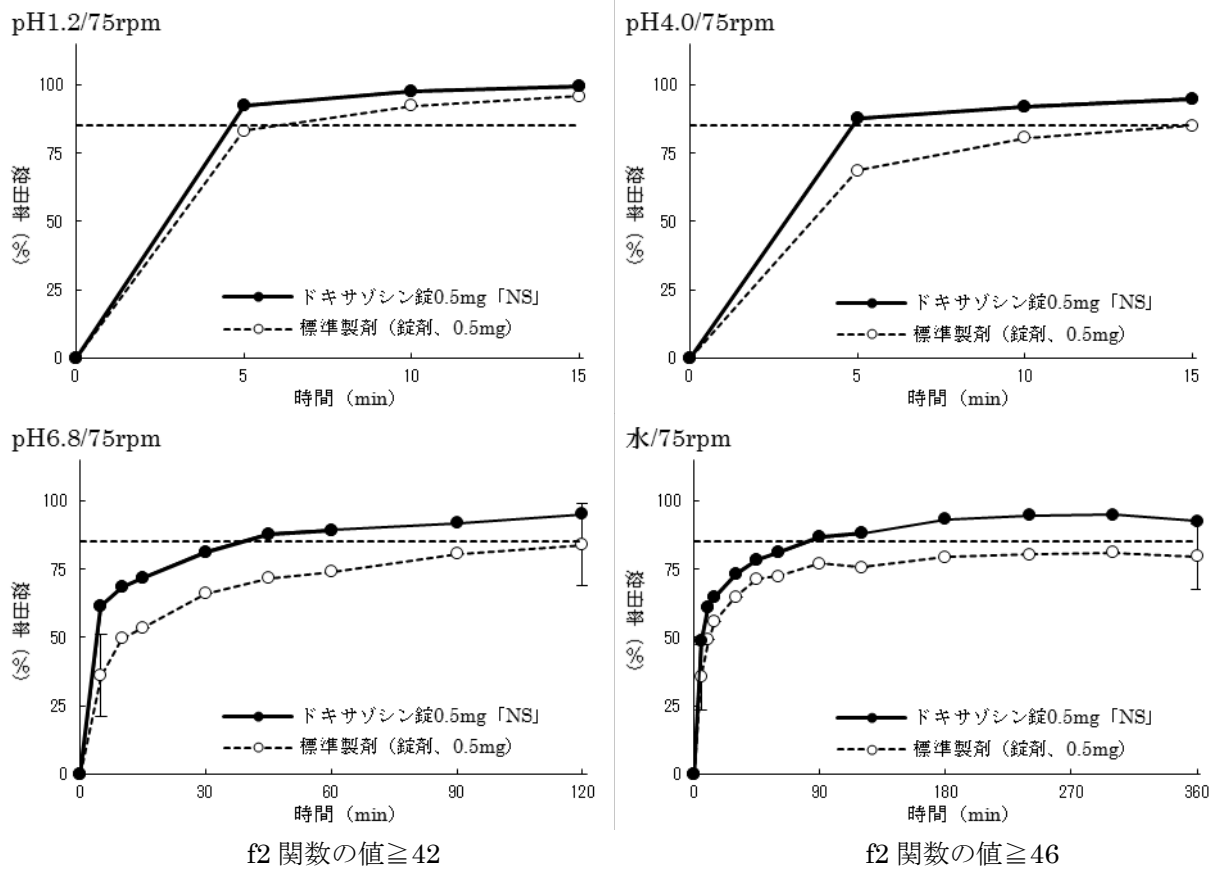 pH1.2/75rpm
100
75
50
25
0
溶出率 (%)
ドキサゾシン錠0.5mg「NS」
標準製剤（錠剤、0.5mg）
0 5 10 15
時間（min）
pH4.0/75rpm
100
75
50
25
0
溶出率 (%)
ドキサゾシン錠0.5mg「NS」
標準製剤（錠剤、0.5mg）
0 5 10 15
時間（min）
pH6.8/75rpm
100
75
50
25
0
溶出率 (%)
ドキサゾシン錠0.5mg「NS」
標準製剤（錠剤、0.5mg）
0 30 60 90 120
時間（min）
f2 関数の値≧42
水/75rpm
100
75
50
25
0
溶出率 (%)
ドキサゾシン錠0.5mg「NS」
標準製剤（錠剤、0.5mg）
0 90 180 270 360
時間（min）
f2 関数の値≧46